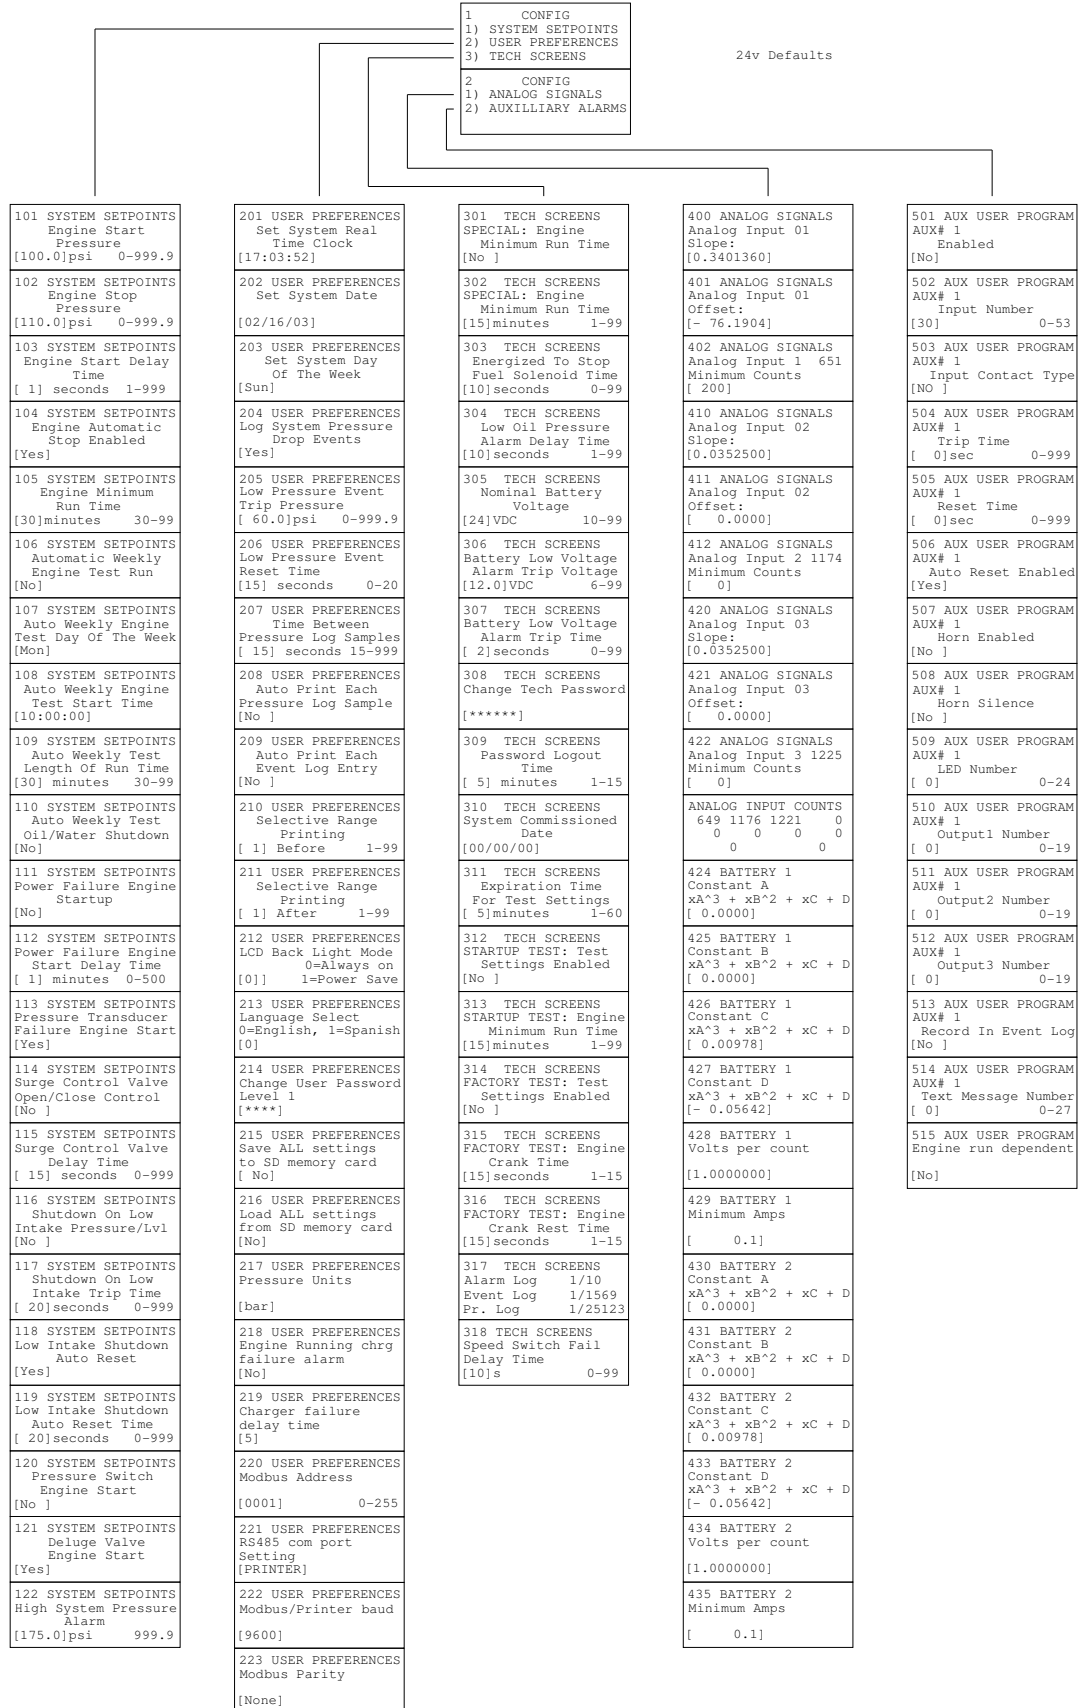 1 CONFIG
1) SYSTEM SETPOINTS
2) USER PREFERENCES
3) TECH SCREENS
24v Defaults
2 CONFIG
1) ANALOG SIGNALS
2) AUXILLIARY ALARMS
101 SYSTEM SETPOINTS
Engine Start
Pressure
[100.0]psi 0-999.9
102 SYSTEM SETPOINTS
Engine Stop
Pressure
[110.0]psi 0-999.9
103 SYSTEM SETPOINTS
Engine Start Delay
Time
[ 1] seconds 1-999
104 SYSTEM SETPOINTS
Engine Automatic
Stop Enabled
[Yes]
105 SYSTEM SETPOINTS
Engine Minimum
Run Time
[30]minutes 30-99
106 SYSTEM SETPOINTS
Automatic Weekly
Engine Test Run
[No]
107 SYSTEM SETPOINTS
Auto Weekly Engine
Test Day Of The Week
[Mon]
108 SYSTEM SETPOINTS
Auto Weekly Engine
Test Start Time
[10:00:00]
109 SYSTEM SETPOINTS
Auto Weekly Test
Length Of Run Time
[30] minutes 30-99
110 SYSTEM SETPOINTS
Auto Weekly Test
Oil/Water Shutdown
[No]
111 SYSTEM SETPOINTS
Power Failure Engine
Startup
[No]
112 SYSTEM SETPOINTS
Power Failure Engine
Start Delay Time
[ 1] minutes 0-500
113 SYSTEM SETPOINTS
Pressure Transducer
Failure Engine Start
[Yes]
114 SYSTEM SETPOINTS
Surge Control Valve
Open/Close Control
[No ]
115 SYSTEM SETPOINTS
Surge Control Valve
Delay Time
[ 15] seconds 0-999
116 SYSTEM SETPOINTS
Shutdown On Low
Intake Pressure/Lvl
[No ]
117 SYSTEM SETPOINTS
Shutdown On Low
Intake Trip Time
[ 20]seconds 0-999
118 SYSTEM SETPOINTS
Low Intake Shutdown
Auto Reset
[Yes]
119 SYSTEM SETPOINTS
Low Intake Shutdown
Auto Reset Time
[ 20]seconds 0-999
120 SYSTEM SETPOINTS
Pressure Switch
Engine Start
[No ]
121 SYSTEM SETPOINTS
Deluge Valve
Engine Start
[Yes]
122 SYSTEM SETPOINTS
High System Pressure
Alarm
[175.0]psi 999.9
201 USER PREFERENCES
Set System Real
Time Clock
[17:03:52]
202 USER PREFERENCES
Set System Date
[02/16/03]
203 USER PREFERENCES
Set System Day
Of The Week
[Sun]
204 USER PREFERENCES
Log System Pressure
Drop Events
[Yes]
205 USER PREFERENCES
Low Pressure Event
Trip Pressure
[ 60.0]psi 0-999.9
206 USER PREFERENCES
Low Pressure Event
Reset Time
[15] seconds 0-20
207 USER PREFERENCES
Time Between
Pressure Log Samples
[ 15] seconds 15-999
208 USER PREFERENCES
Auto Print Each
Pressure Log Sample
[No ]
209 USER PREFERENCES
Auto Print Each
Event Log Entry
[No ]
210 USER PREFERENCES
Selective Range
Printing
[ 1] Before 1-99
211 USER PREFERENCES
Selective Range
Printing
[ 1] After 1-99
212 USER PREFERENCES
LCD Back Light Mode
0=Always on
[0]] 1=Power Save
213 USER PREFERENCES
Language Select
0=English, 1=Spanish
[0]
214 USER PREFERENCES
Change User Password
Level 1
[****]
215 USER PREFERENCES
Save ALL settings
to SD memory card
[ No]
216 USER PREFERENCES
Load ALL settings
from SD memory card
[No]
217 USER PREFERENCES
Pressure Units
[bar]
218 USER PREFERENCES
Engine Running chrg
failure alarm
[No]
219 USER PREFERENCES
Charger failure
delay time
[5]
220 USER PREFERENCES
Modbus Address
[0001] 0-255
221 USER PREFERENCES
RS485 com port
Setting
[PRINTER]
222 USER PREFERENCES
Modbus/Printer baud
[9600]
223 USER PREFERENCES
Modbus Parity
[None]
301 TECH SCREENS
SPECIAL: Engine
Minimum Run Time
[No ]
302 TECH SCREENS
SPECIAL: Engine
Minimum Run Time
[15]minutes 1-99
303 TECH SCREENS
Energized To Stop
Fuel Solenoid Time
[10]seconds 0-99
304 TECH SCREENS
Low Oil Pressure
Alarm Delay Time
[10]seconds 1-99
305 TECH SCREENS
Nominal Battery
Voltage
[24]VDC 10-99
306 TECH SCREENS
Battery Low Voltage
Alarm Trip Voltage
[12.0]VDC 6-99
307 TECH SCREENS
Battery Low Voltage
Alarm Trip Time
[ 2]seconds 0-99
308 TECH SCREENS
Change Tech Password
[******]
309 TECH SCREENS
Password Logout
Time
[ 5] minutes 1-15
310 TECH SCREENS
System Commissioned
Date
[00/00/00]
311 TECH SCREENS
Expiration Time
For Test Settings
[ 5]minutes 1-60
312 TECH SCREENS
STARTUP TEST: Test
Settings Enabled
[No ]
313 TECH SCREENS
STARTUP TEST: Engine
Minimum Run Time
[15]minutes 1-99
314 TECH SCREENS
FACTORY TEST: Test
Settings Enabled
[No ]
315 TECH SCREENS
FACTORY TEST: Engine
Crank Time
[15]seconds 1-15
316 TECH SCREENS
FACTORY TEST: Engine
Crank Rest Time
[15]seconds 1-15
317 TECH SCREENS
Alarm Log 1/10
Event Log 1/1569
Pr. Log 1/25123
318 TECH SCREENS
Speed Switch Fail
Delay Time
[10]s 0-99
400 ANALOG SIGNALS
Analog Input 01
Slope:
[0.3401360]
401 ANALOG SIGNALS
Analog Input 01
Offset:
[- 76.1904]
402 ANALOG SIGNALS
Analog Input 1 651
Minimum Counts
[ 200]
410 ANALOG SIGNALS
Analog Input 02
Slope:
[0.0352500]
411 ANALOG SIGNALS
Analog Input 02
Offset:
[ 0.0000]
412 ANALOG SIGNALS
Analog Input 2 1174
Minimum Counts
[ 0]
420 ANALOG SIGNALS
Analog Input 03
Slope:
[0.0352500]
421 ANALOG SIGNALS
Analog Input 03
Offset:
[ 0.0000]
422 ANALOG SIGNALS
Analog Input 3 1225
Minimum Counts
[ 0]
ANALOG INPUT COUNTS
649 1176 1221 0
0 0 0 0
0 0
424 BATTERY 1
Constant A
xA^3 + xB^2 + xC + D
[ 0.0000]
425 BATTERY 1
Constant B
xA^3 + xB^2 + xC + D
[ 0.0000]
426 BATTERY 1
Constant C
xA^3 + xB^2 + xC + D
[ 0.00978]
427 BATTERY 1
Constant D
xA^3 + xB^2 + xC + D
[- 0.05642]
428 BATTERY 1
Volts per count
[1.0000000]
429 BATTERY 1
Minimum Amps
[ 0.1]
430 BATTERY 2
Constant A
xA^3 + xB^2 + xC + D
[ 0.0000]
431 BATTERY 2
Constant B
xA^3 + xB^2 + xC + D
[ 0.0000]
432 BATTERY 2
Constant C
xA^3 + xB^2 + xC + D
[ 0.00978]
433 BATTERY 2
Constant D
xA^3 + xB^2 + xC + D
[- 0.05642]
434 BATTERY 2
Volts per count
[1.0000000]
435 BATTERY 2
Minimum Amps
[ 0.1]
501 AUX USER PROGRAM
AUX# 1
Enabled
[No]
502 AUX USER PROGRAM
AUX# 1
Input Number
[30] 0-53
503 AUX USER PROGRAM
AUX# 1
Input Contact Type
[NO ]
504 AUX USER PROGRAM
AUX# 1
Trip Time
[ 0]sec 0-999
505 AUX USER PROGRAM
AUX# 1
Reset Time
[ 0]sec 0-999
506 AUX USER PROGRAM
AUX# 1
Auto Reset Enabled
[Yes]
507 AUX USER PROGRAM
AUX# 1
Horn Enabled
[No ]
508 AUX USER PROGRAM
AUX# 1
Horn Silence
[No ]
509 AUX USER PROGRAM
AUX# 1
LED Number
[ 0] 0-24
510 AUX USER PROGRAM
AUX# 1
Output1 Number
[ 0] 0-19
511 AUX USER PROGRAM
AUX# 1
Output2 Number
[ 0] 0-19
512 AUX USER PROGRAM
AUX# 1
Output3 Number
[ 0] 0-19
513 AUX USER PROGRAM
AUX# 1
Record In Event Log
[No ]
514 AUX USER PROGRAM
AUX# 1
Text Message Number
[ 0] 0-27
515 AUX USER PROGRAM
Engine run dependent
[No]